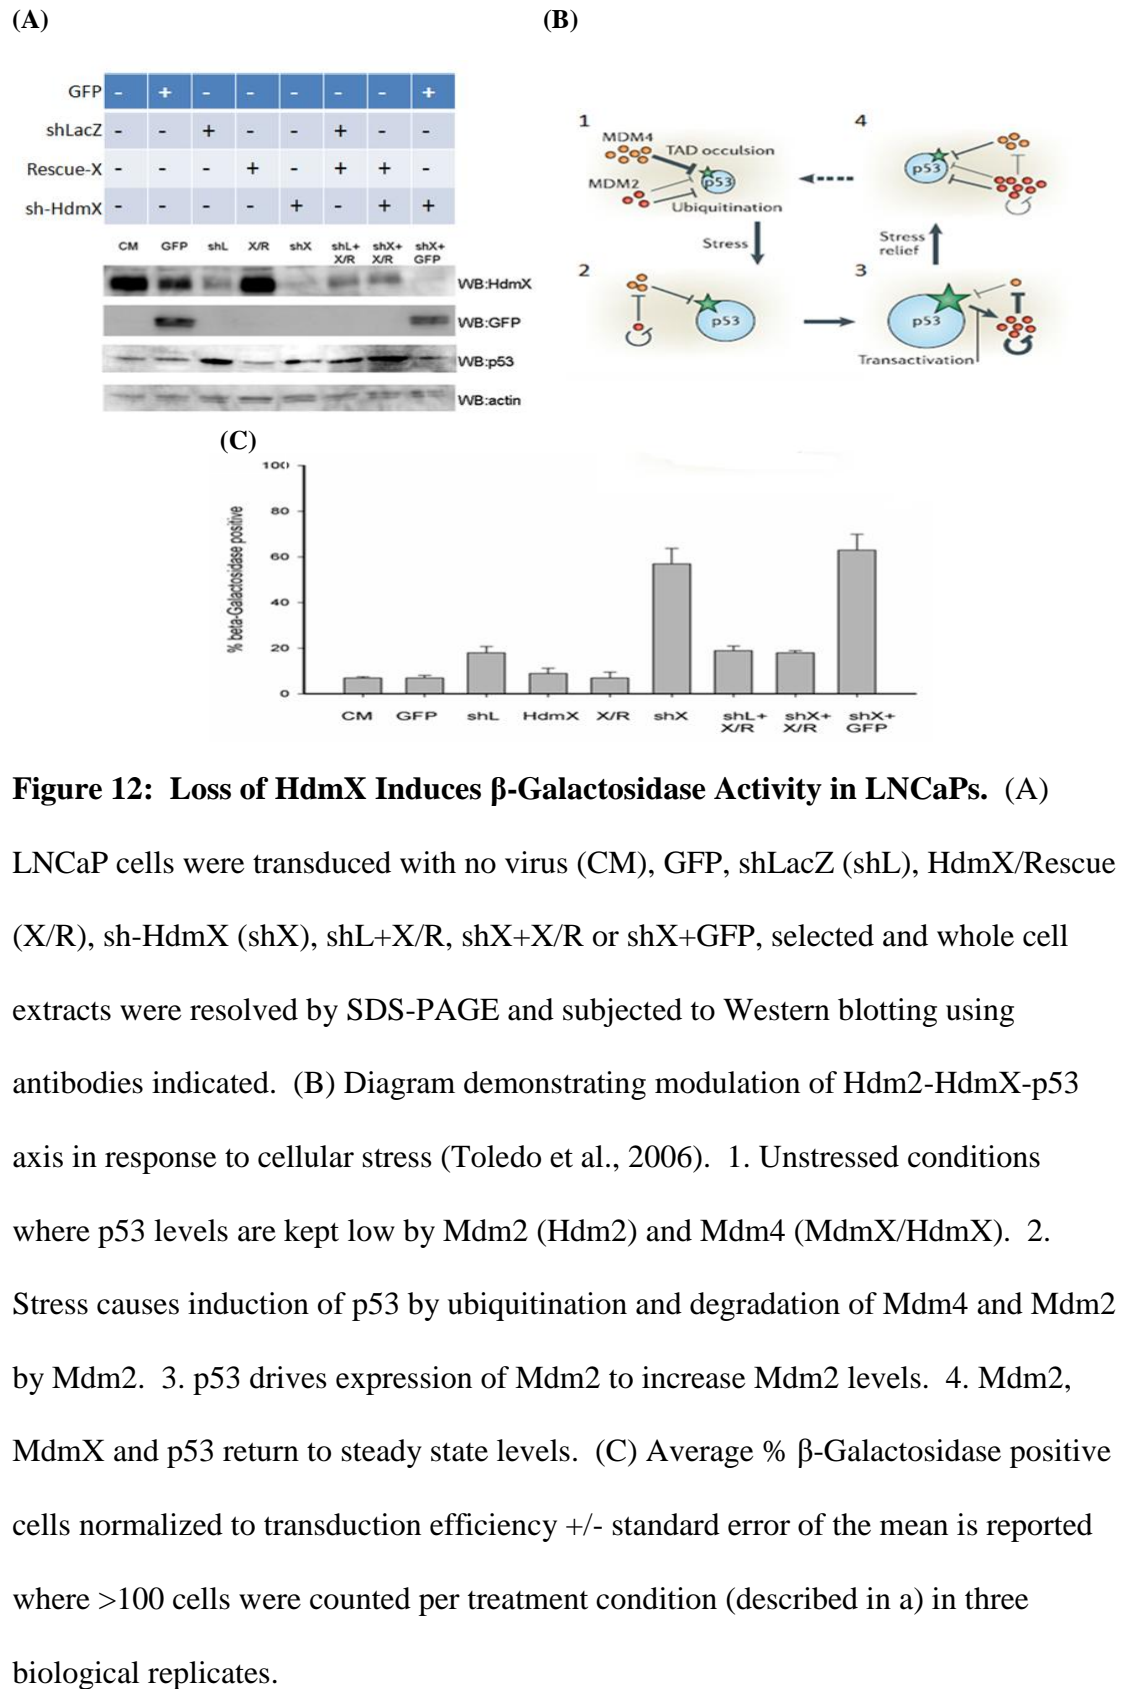 (A)
(B)
GFP - + - - - - - +
shLacZ - - + - - + - -
Rescue-X - - - + - + + -
sh-HdmX - - - - + - + +
CM GFP shL X/R shX shL+ X/R shX+ X/R shX+ GFP
WB:HdmX
WB:GFP
WB:p53
WB:actin
1
MDM4
TAD occulsion
p53
MDM2
Ubiquitination
Stress
2
p53
3
p53
Transactivation
Stress
relief
4
p53
(C)
% beta-Galactosidase positive
100
80
60
40
20
0
CM GFP shL HdmX X/R shX shL+ X/R shX+ X/R shX+ GFP
Figure 12: Loss of HdmX Induces β-Galactosidase Activity in LNCaPs. (A)
LNCaP cells were transduced with no virus (CM), GFP, shLacZ (shL), HdmX/Rescue
(X/R), sh-HdmX (shX), shL+X/R, shX+X/R or shX+GFP, selected and whole cell
extracts were resolved by SDS-PAGE and subjected to Western blotting using
antibodies indicated. (B) Diagram demonstrating modulation of Hdm2-HdmX-p53
axis in response to cellular stress (Toledo et al., 2006). 1. Unstressed conditions
where p53 levels are kept low by Mdm2 (Hdm2) and Mdm4 (MdmX/HdmX). 2.
Stress causes induction of p53 by ubiquitination and degradation of Mdm4 and Mdm2
by Mdm2. 3. p53 drives expression of Mdm2 to increase Mdm2 levels. 4. Mdm2,
MdmX and p53 return to steady state levels. (C) Average % β-Galactosidase positive
cells normalized to transduction efficiency +/- standard error of the mean is reported
where >100 cells were counted per treatment condition (described in a) in three
biological replicates.